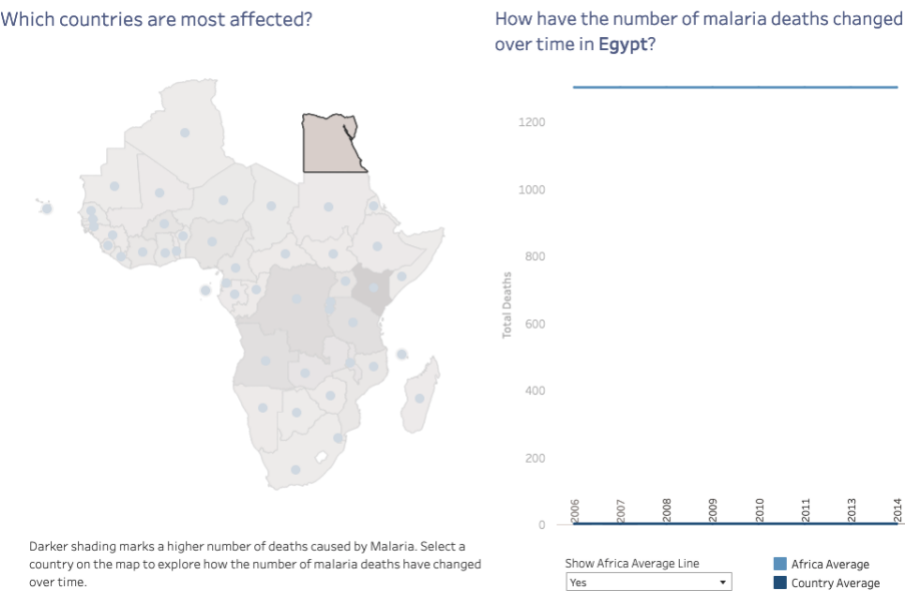 Which countries are most affected?
How have the number of malaria deaths changed
over time in Egypt?
1200
1000
800
600
400
200
0
Total Deaths
2006
2007
2008
2009
2010
2011
2013
2014
Darker shading marks a higher number of deaths caused by Malaria. Select a
country on the map to explore how the number of malaria deaths have changed
over time.
Show Africa Average Line
Yes
Africa Average
Country Average